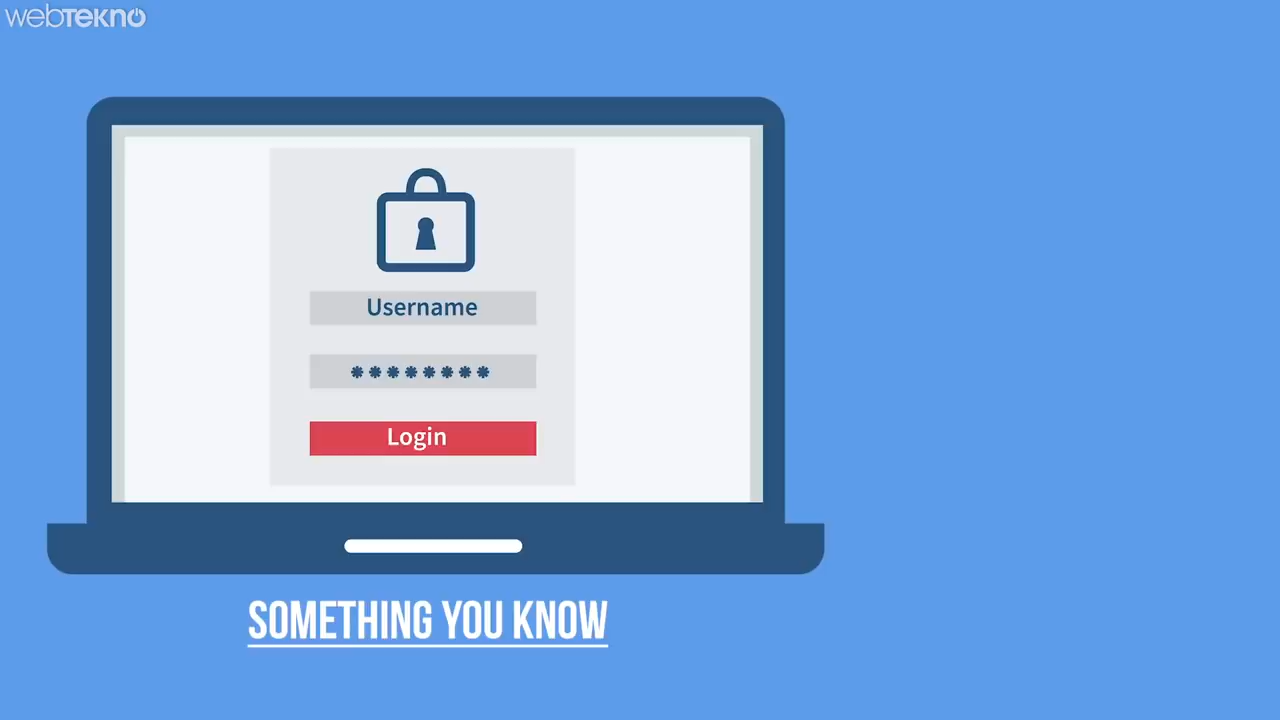 webTEKNO
Username
********
Login
SOMETHING YOU KNOW